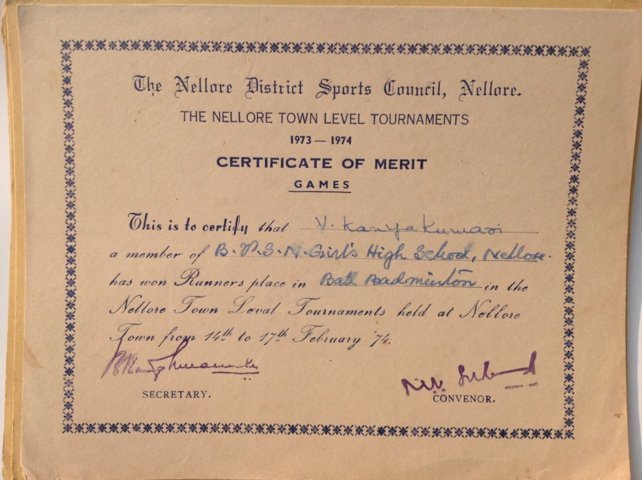 The Nellore District Sports Council, Nellore.
THE NELLORE TOWN LEVEL TOURNAMENTS
1973 — 1974
CERTIFICATE OF MERIT
GAMES
This is to certify that V. Kanyakumari
a member of B.V.S.M. Girl's High School, Nellore.
has won Runners place in Ball Badminton in the
Nellore Town Leval Tournaments held at Nellore
Town from 14th to 17th February '74.
SECRETARY.
CONVENOR.